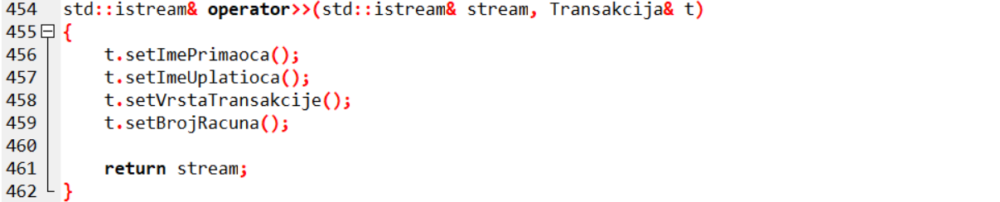 454 std::istream& operator>>(std::istream& stream, Transakcija& t)
455 {
456 t.setImePrimaoca();
457 t.setImeUplatioca();
458 t.setVrstaTransakcije();
459 t.setBrojRacuna();
460
461 return stream;
462 }